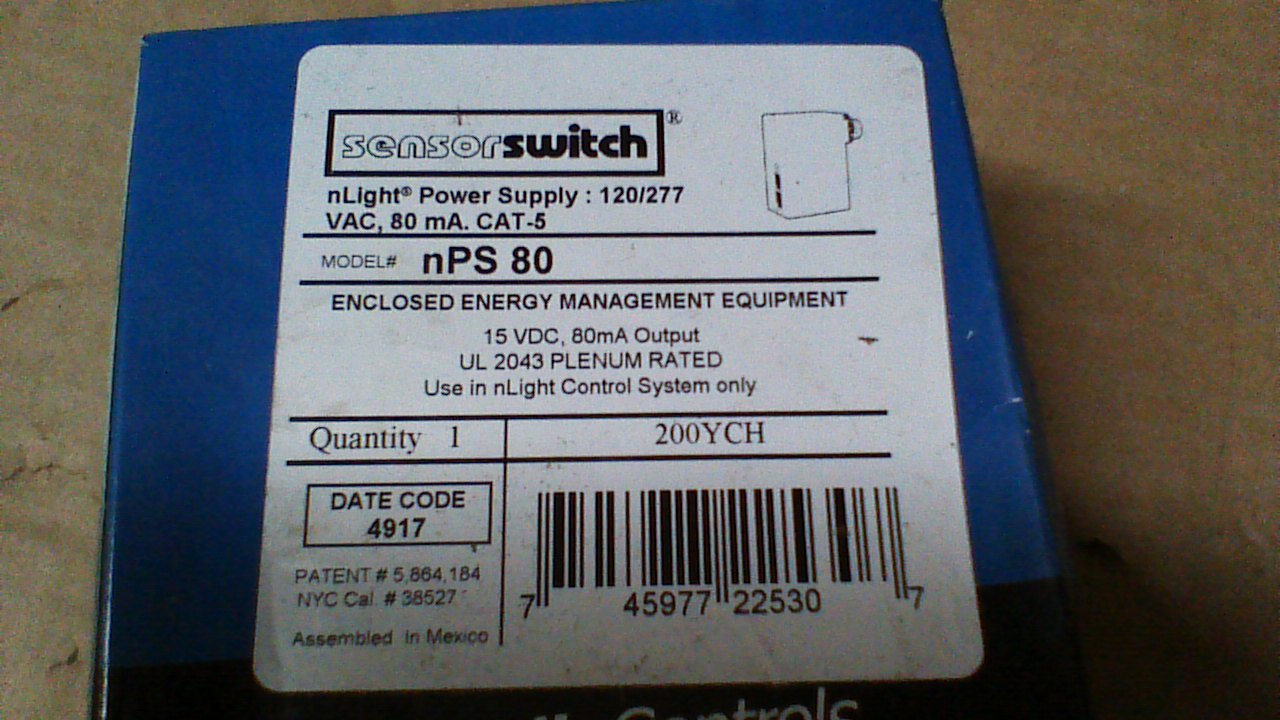 sensorswitch®
nLight® Power Supply : 120/277
VAC, 80 mA. CAT-5
MODEL# nPS 80
ENCLOSED ENERGY MANAGEMENT EQUIPMENT
15 VDC, 80mA Output
UL 2043 PLENUM RATED
Use in nLight Control System only
Quantity 1
200YCH
DATE CODE
4917
PATENT # 5,864,184
NYC Cal # 38527
Assembled In Mexico
7 45977 22530 7
Controls